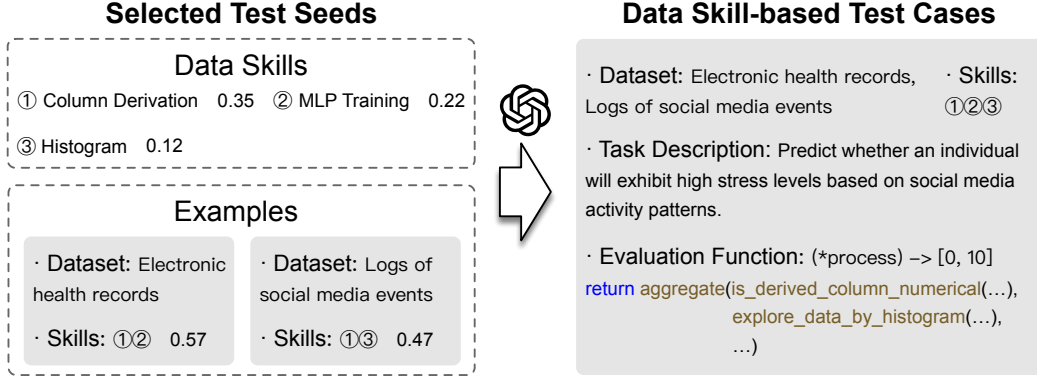 Selected Test Seeds
Data Skills
① Column Derivation 0.35 ② MLP Training 0.22
③ Histogram 0.12
Examples
· Dataset: Electronic
health records
· Skills: ①② 0.57
· Dataset: Logs of
social media events
· Skills: ①③ 0.47
Data Skill-based Test Cases
· Dataset: Electronic health records,
Logs of social media events
· Skills:
①②③
· Task Description: Predict whether an individual
will exhibit high stress levels based on social media
activity patterns.
· Evaluation Function: (*process) –> [0, 10]
return aggregate(is_derived_column_numerical(…),
explore_data_by_histogram(…),
…)